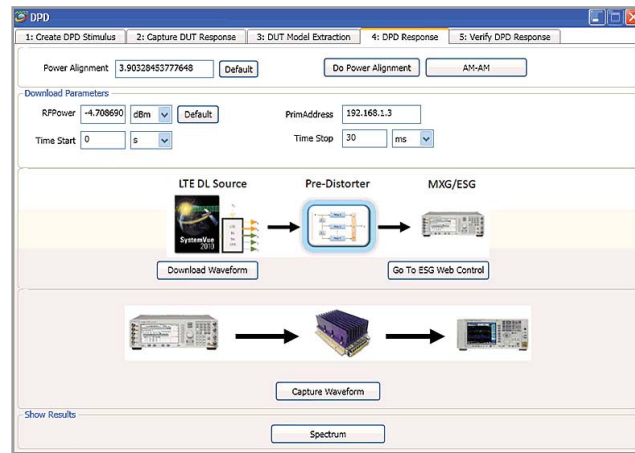 DPD
1: Create DPD Stimulus 2: Capture DUT Response 3: DUT Model Extraction 4: DPD Response 5: Verify DPD Response
Power Alignment 3.90328453777648 Default Do Power Alignment AM-AM
Download Parameters
RFPower -4.708690 dBm Default PrimAddress 192.168.1.3
Time Start 0 s Time Stop 30 ms
LTE DL Source Pre-Distorter MXG/ESG
SystemVue
2010
Download Waveform Go To ESG Web Control
Capture Waveform
Show Results
Spectrum